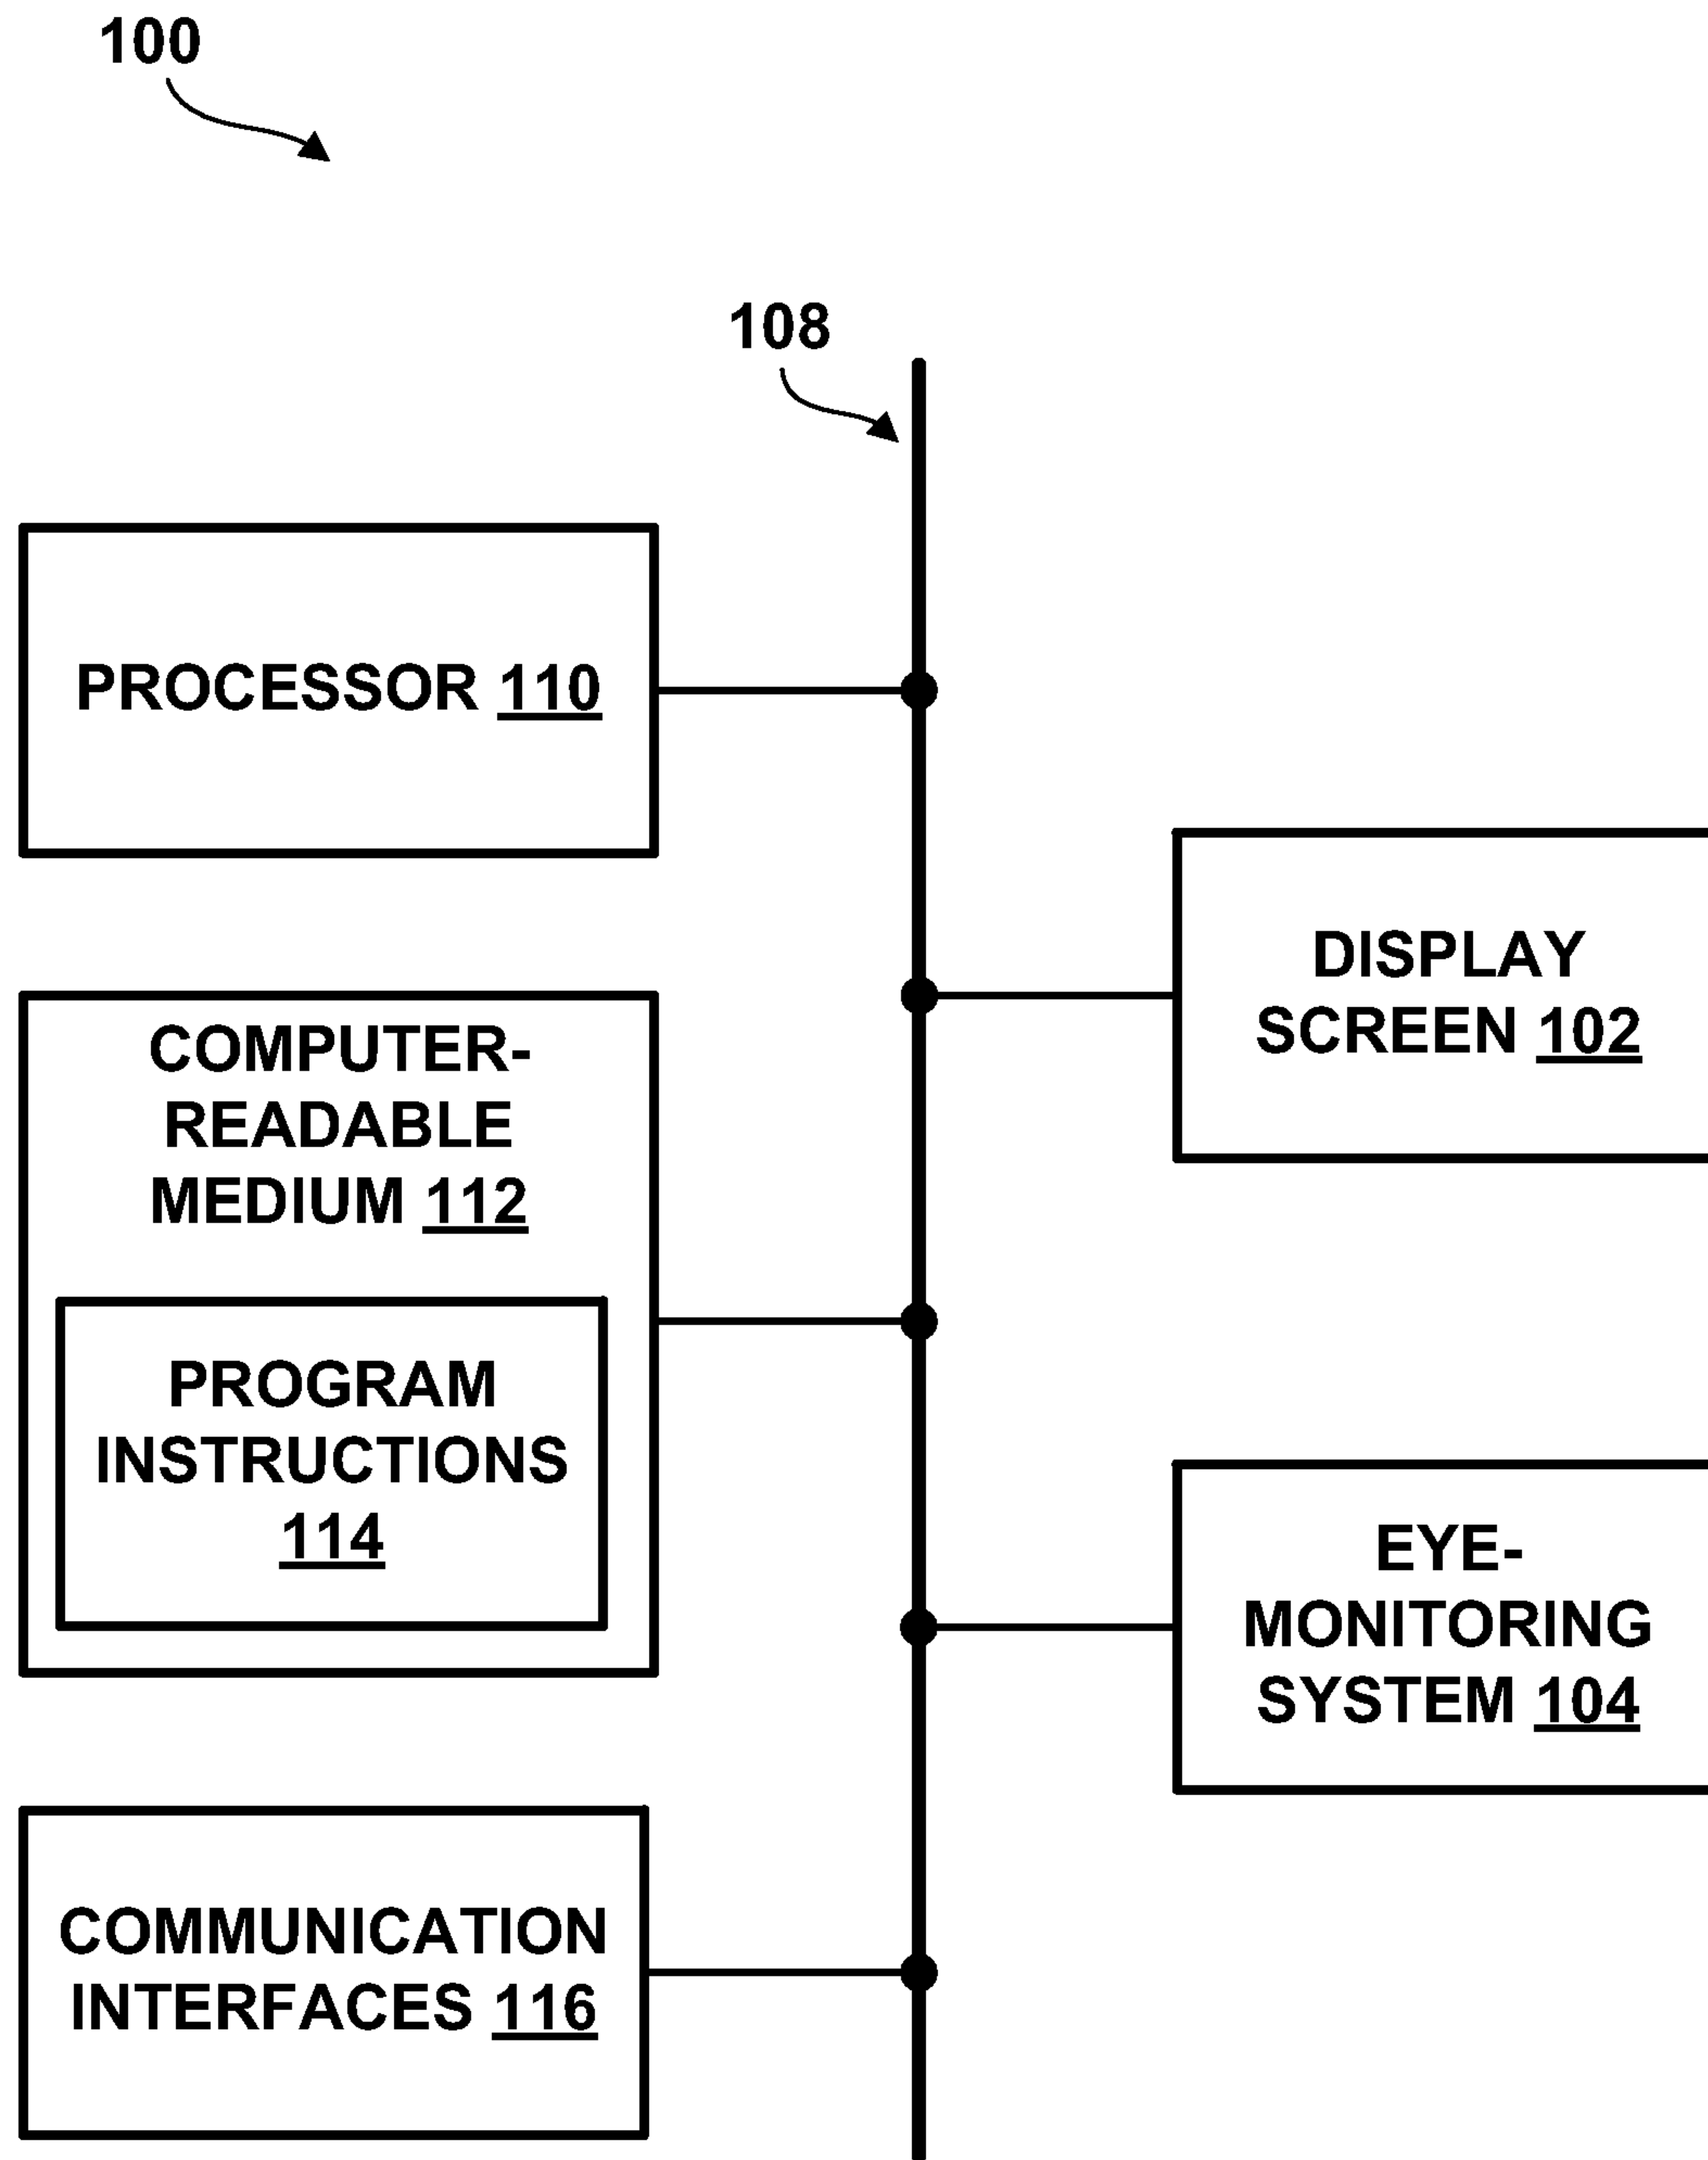 100
108
PROCESSOR 110
DISPLAY
SCREEN 102
COMPUTER-
READABLE
MEDIUM 112
PROGRAM
INSTRUCTIONS
114
EYE-
MONITORING
SYSTEM 104
COMMUNICATION
INTERFACES 116